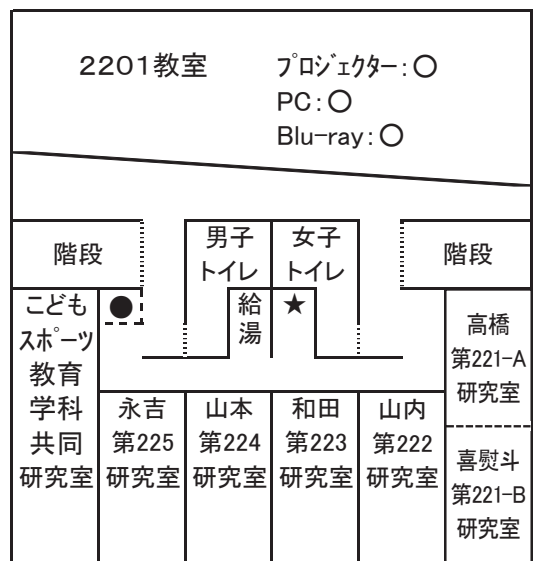 2201教室
プロジェクター:○
PC:○
Blu-ray:○
階段
男子
トイレ
女子
トイレ
階段
こども
スポーツ
教育
学科
共同
研究室
●
給
湯
★
高橋
第221-A
研究室
永吉
第225
研究室
山本
第224
研究室
和田
第223
研究室
山内
第222
研究室
喜熨斗
第221-B
研究室